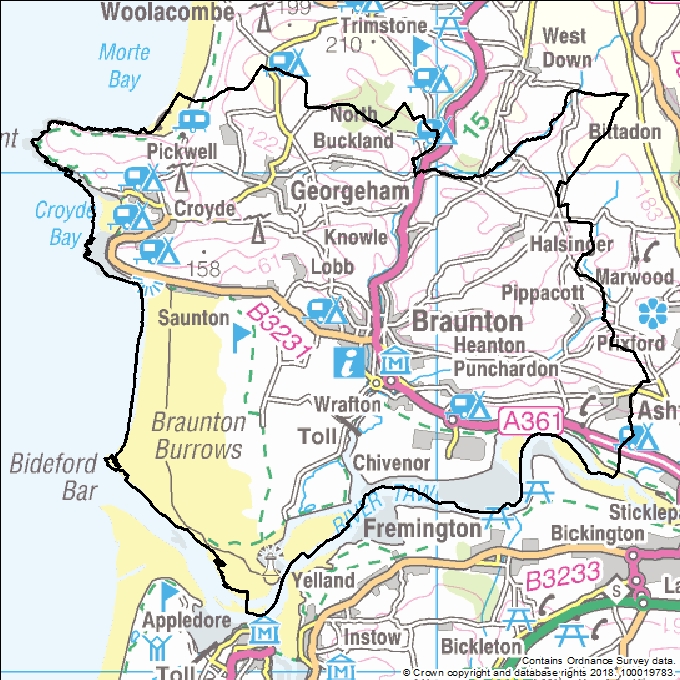 Woolacombe
199
Trimstone
210
West
Down
Morte
Bay
15
North
Buckland
Bittadon
nt
122
Pickwell
Georgeham
183
Croyde
Bay
Croyde
Knowle
Halsinger
158
61
Lobb
Marwood
Pippacott
Saunton
B3231
Braunton
Heanton
Punchardon
Prixford
Wrafton
A361
Ash
Braunton
Burrows
Toll
Chivenor
Bideford
Bar
RIVER TAW
Fremington
Sticklep
Bickington
Yelland
B3233
S
La
Appledore
Instow
Bickleton
Toll
Contains Ordnance Survey data.
© Crown copyright and database rights 2018. 100019783.